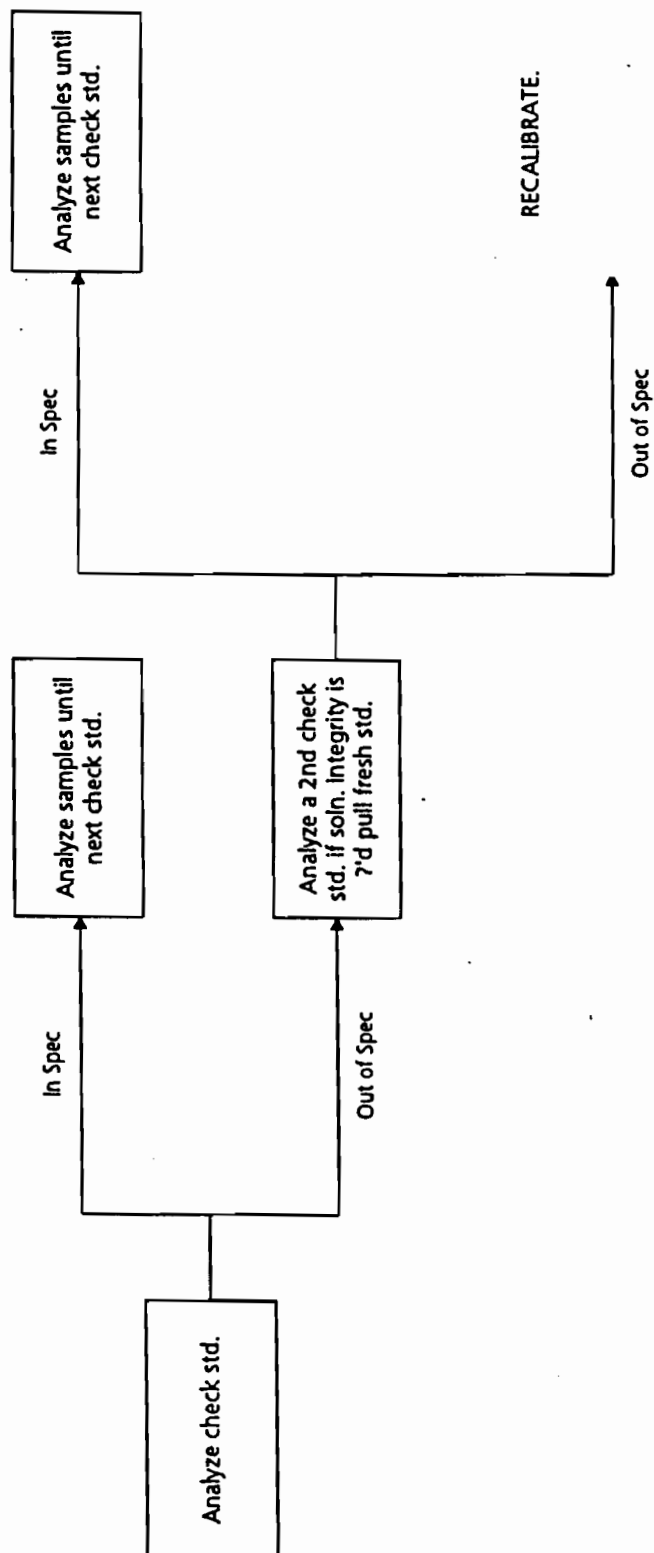 Analyze check std.
In Spec
Out of Spec
Analyze samples until
next check std.
Analyze a 2nd check
std. if soln. integrity is
?'d pull fresh std.
In Spec
Out of Spec
Analyze samples until
next check std.
RECALIBRATE.